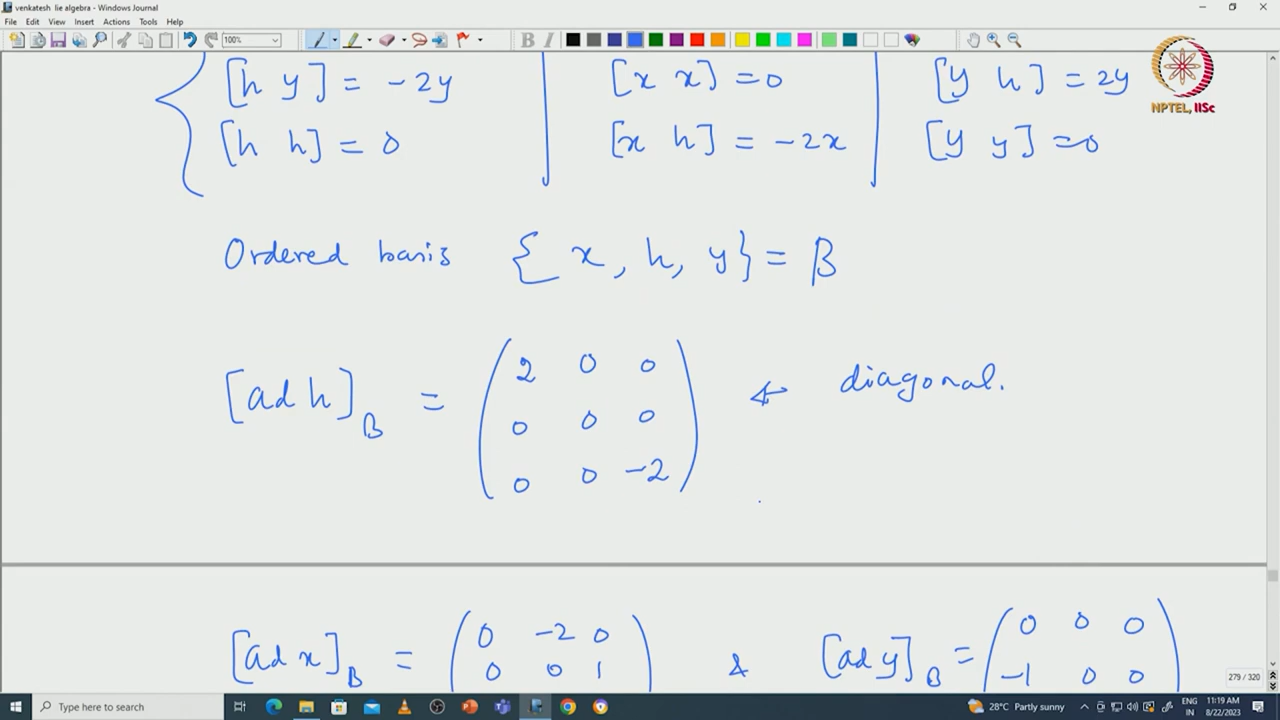 venkatesh lie algebra - Windows Journal
File Edit View Insert Actions Tools Help
100%
B I
NPTEL, IISc
[h y] = -2y [x x] = 0 [y h] = 2y
[h h] = 0 [x h] = -2x [y y] = 0
Ordered basis { x, h, y} = β
[ad h]β = ( 2 0 0 ← diagonal.
0 0 0
0 0 -2 )
[ad x]β = ( 0 -2 0 & [ad y]β = ( 0 0 0
0 0 1 -1 0 0
279 / 320
Type here to search
28°C Partly sunny
ENG
IN
11:19 AM
8/22/2023